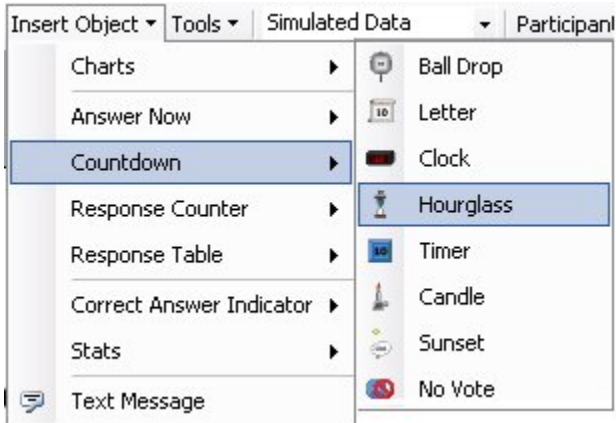 Insert Object Tools Simulated Data
Charts
Answer Now
Countdown
Response Counter
Response Table
Correct Answer Indicator
Stats
Text Message
Ball Drop
Letter
Clock
Hourglass
Timer
Candle
Sunset
No Vote